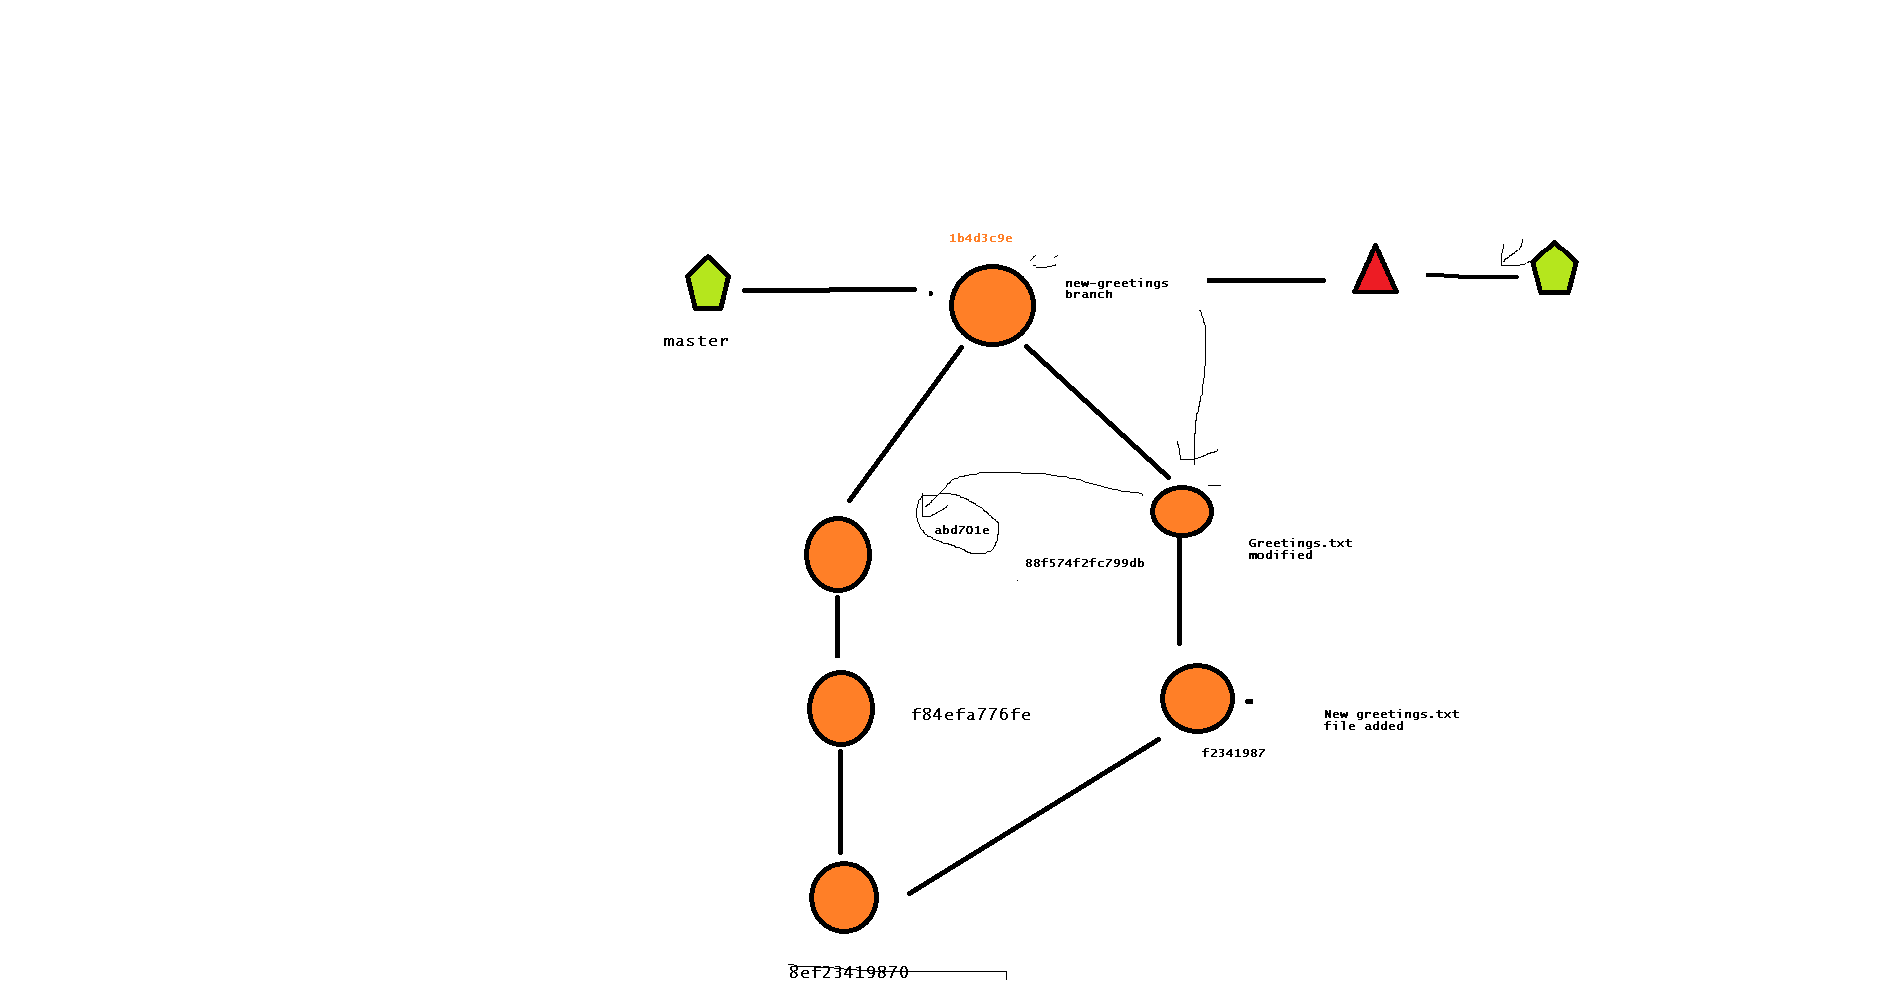 1b4d3c9e
new-greetings
branch
master
abd701e
Greetings.txt
modified
88f574f2fc799db
f84efa776fe
New greetings.txt
file added
f2341987
8ef23419870